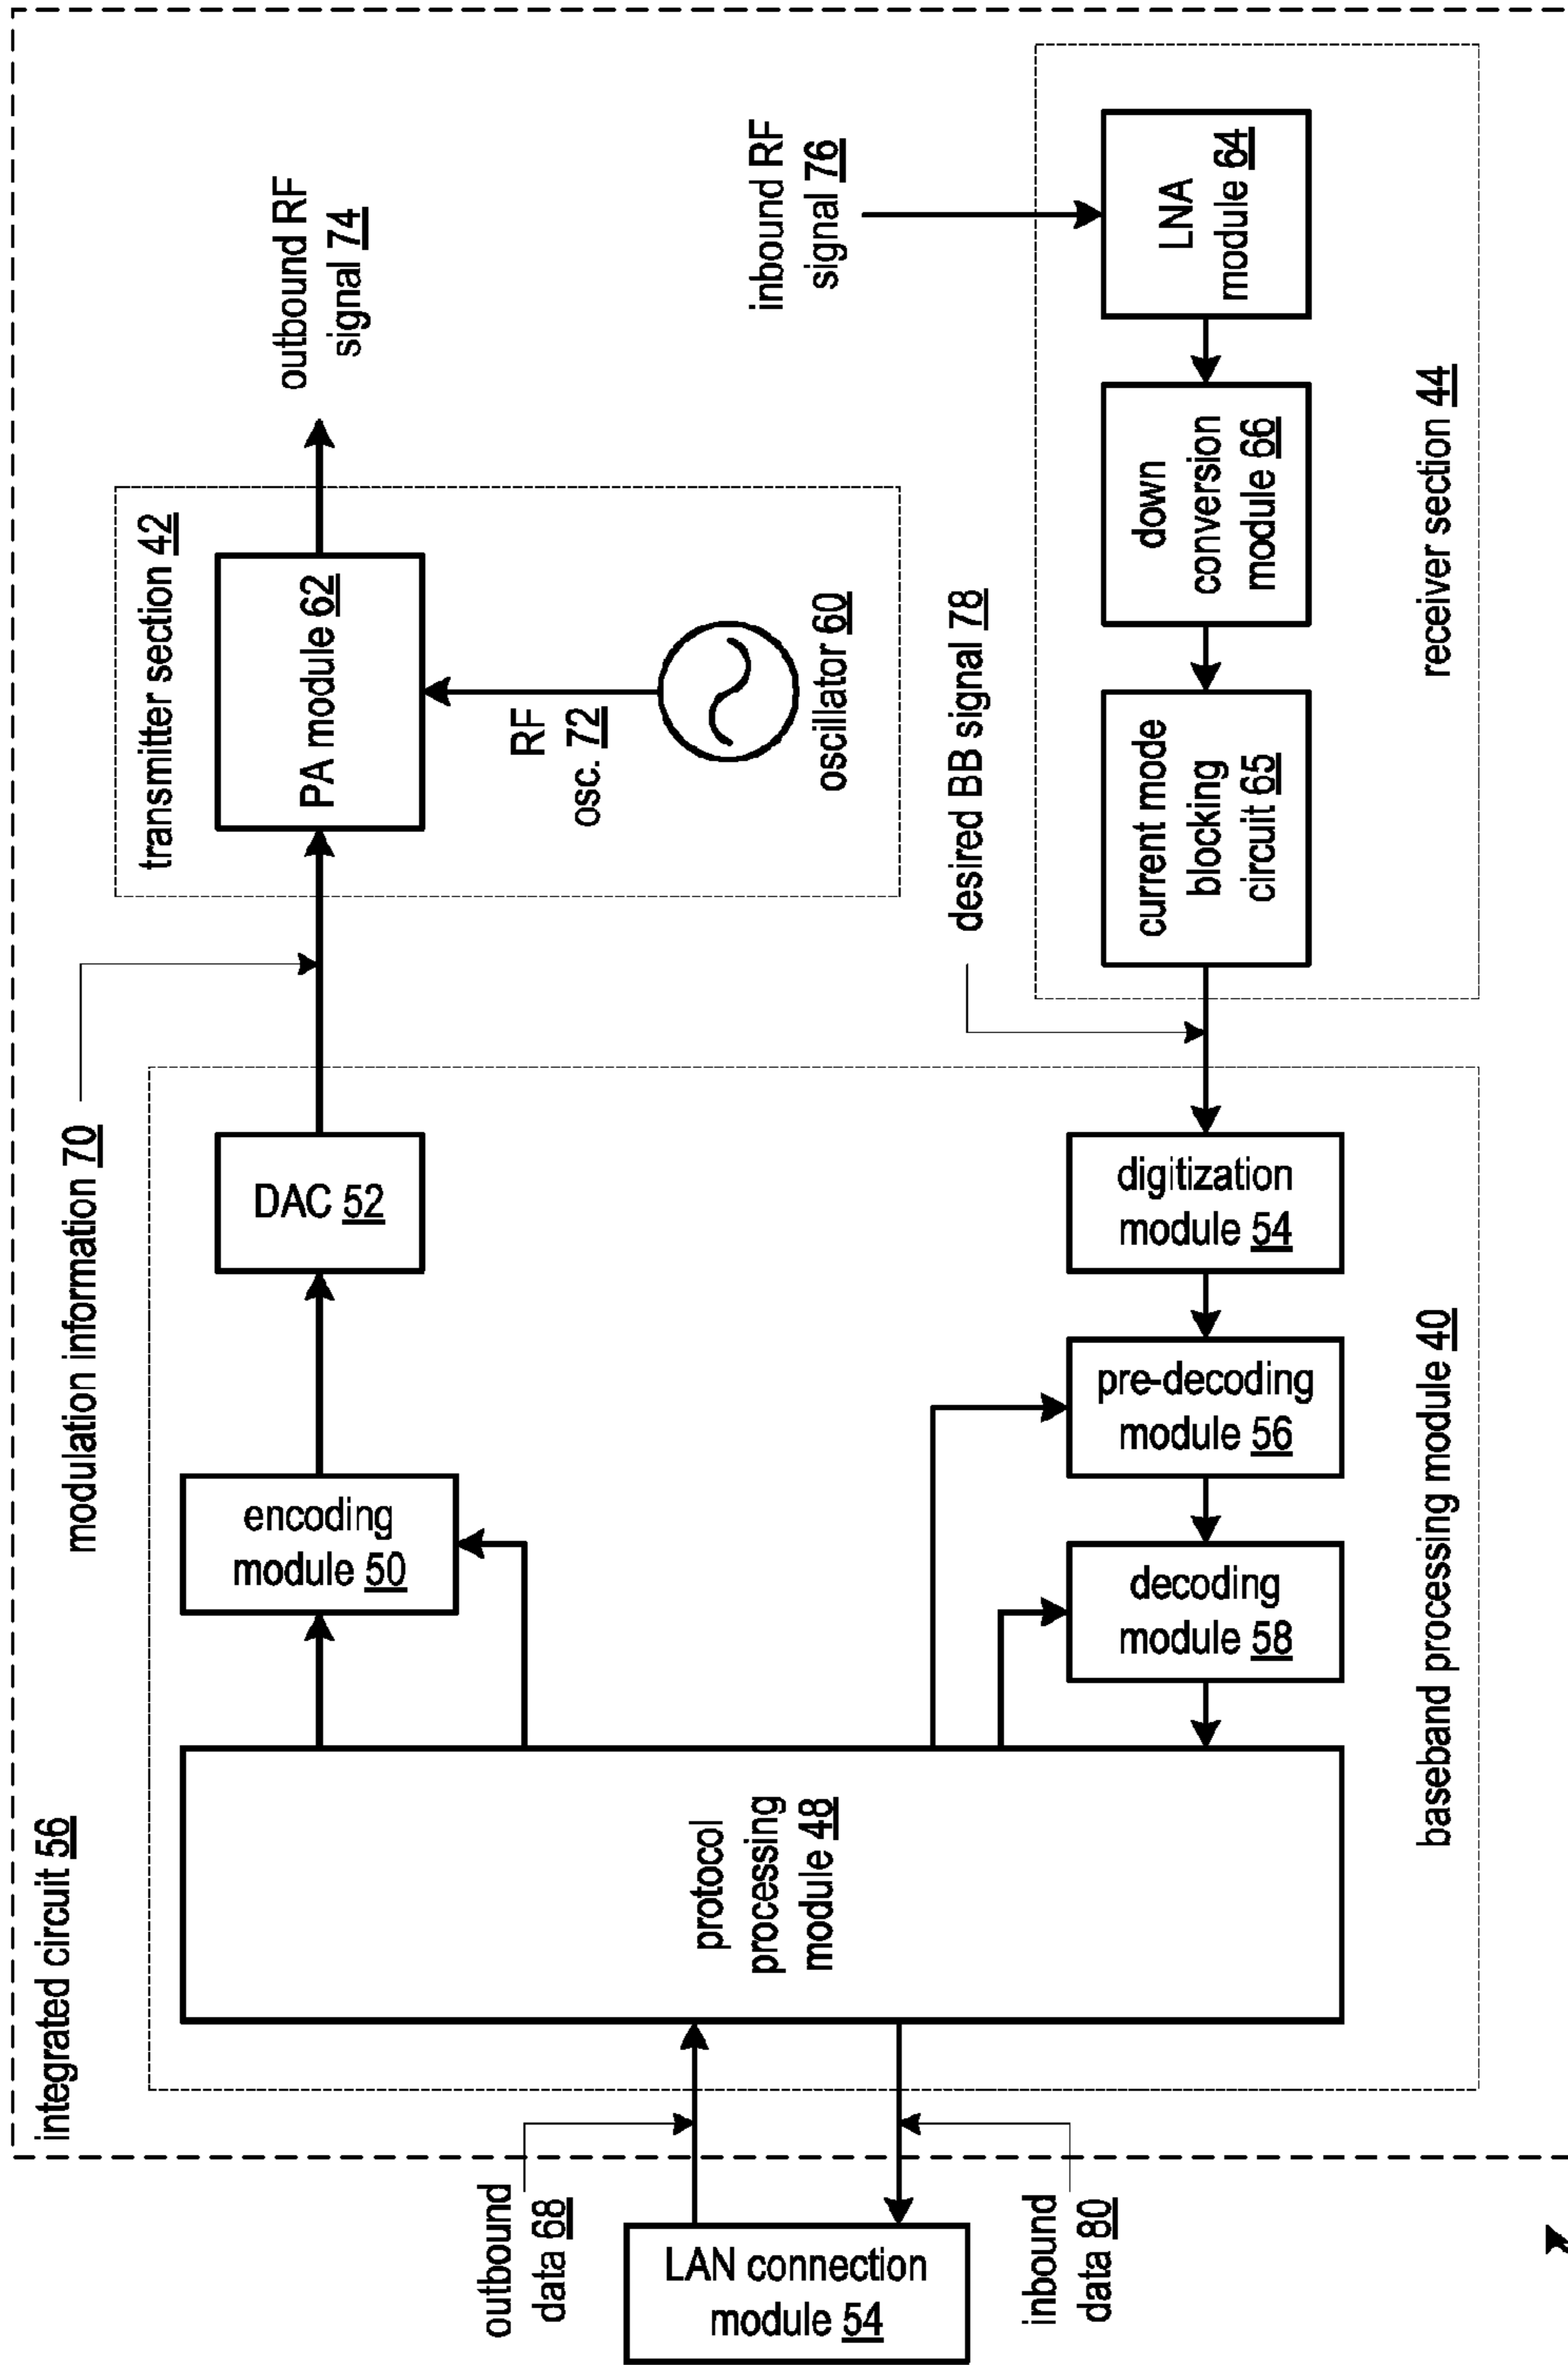 integrated circuit 56
modulation information 70
transmitter section 42
outbound RF
signal 74
encoding
module 50
DAC 52
PA module 62
RF
osc. 72
oscillator 60
inbound RF
signal 76
outbound
data 68
LAN connection
module 54
inbound
data 80
protocol
processing
module 48
desired BB signal 78
decoding
module 58
pre-decoding
module 56
digitization
module 54
current mode
blocking
circuit 65
down
conversion
module 66
LNA
module 64
baseband processing module 40
receiver section 44